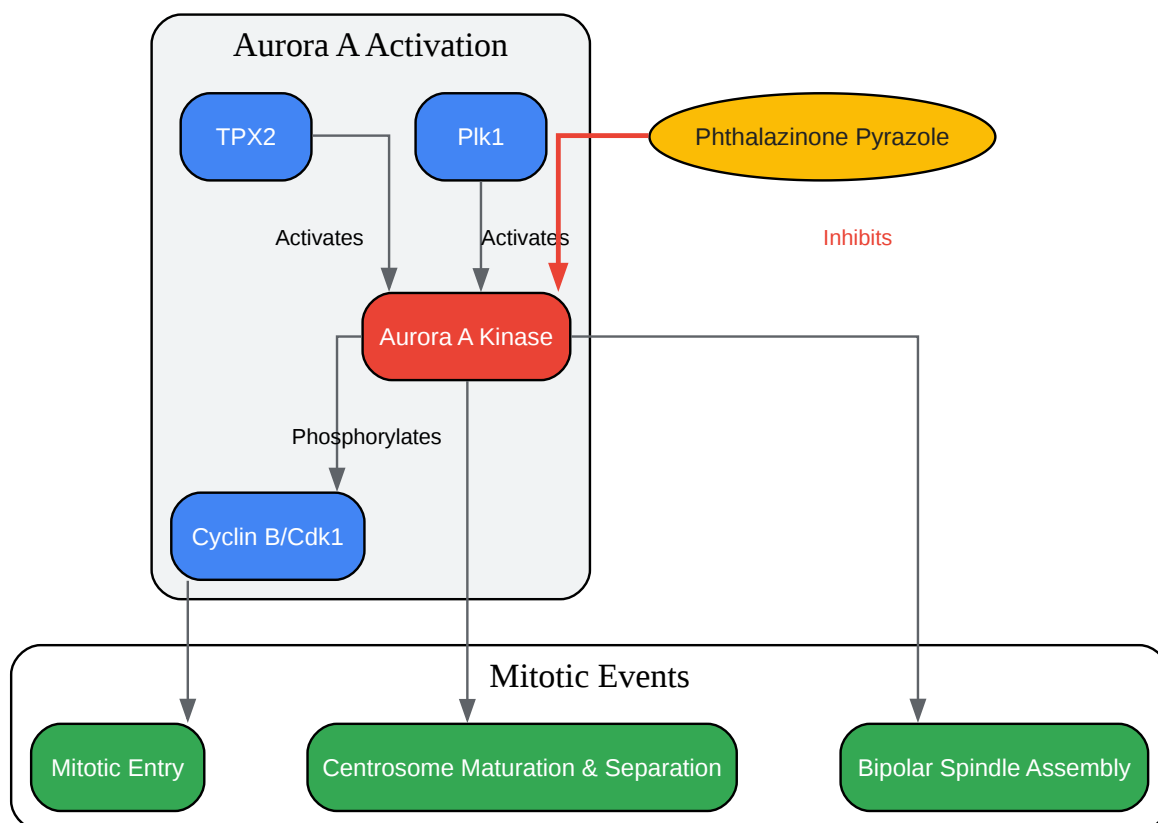 Aurora A Activation
TPX2
Plk1
Phthalazinone Pyrazole
Activates
Activates
Inhibits
Aurora A Kinase
Phosphorylates
Cyclin B/Cdk1
Mitotic Events
Mitotic Entry
Centrosome Maturation & Separation
Bipolar Spindle Assembly